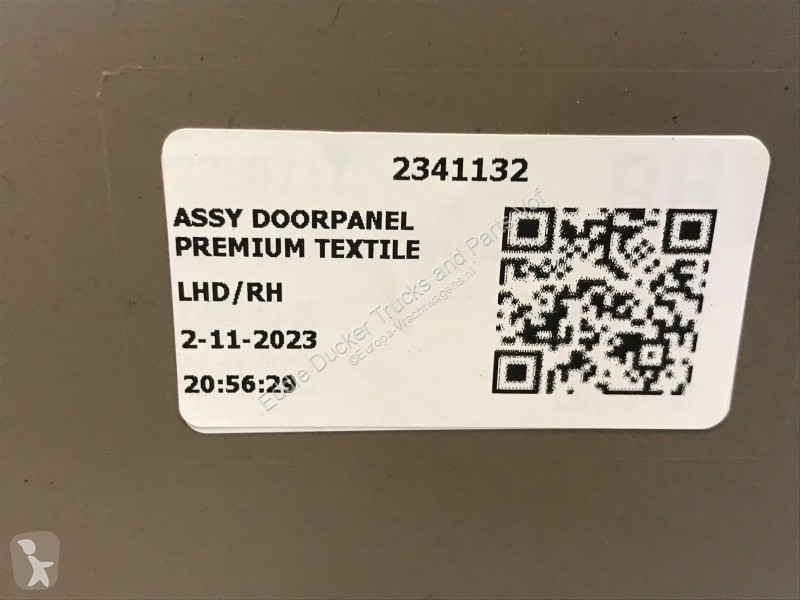 2341132
ASSY DOORPANEL
PREMIUM TEXTILE
LHD/RH
2-11-2023
20:56:29
Eddie Ducker Trucks and Parts Vof
©Europa-Vrachtwagens.nl